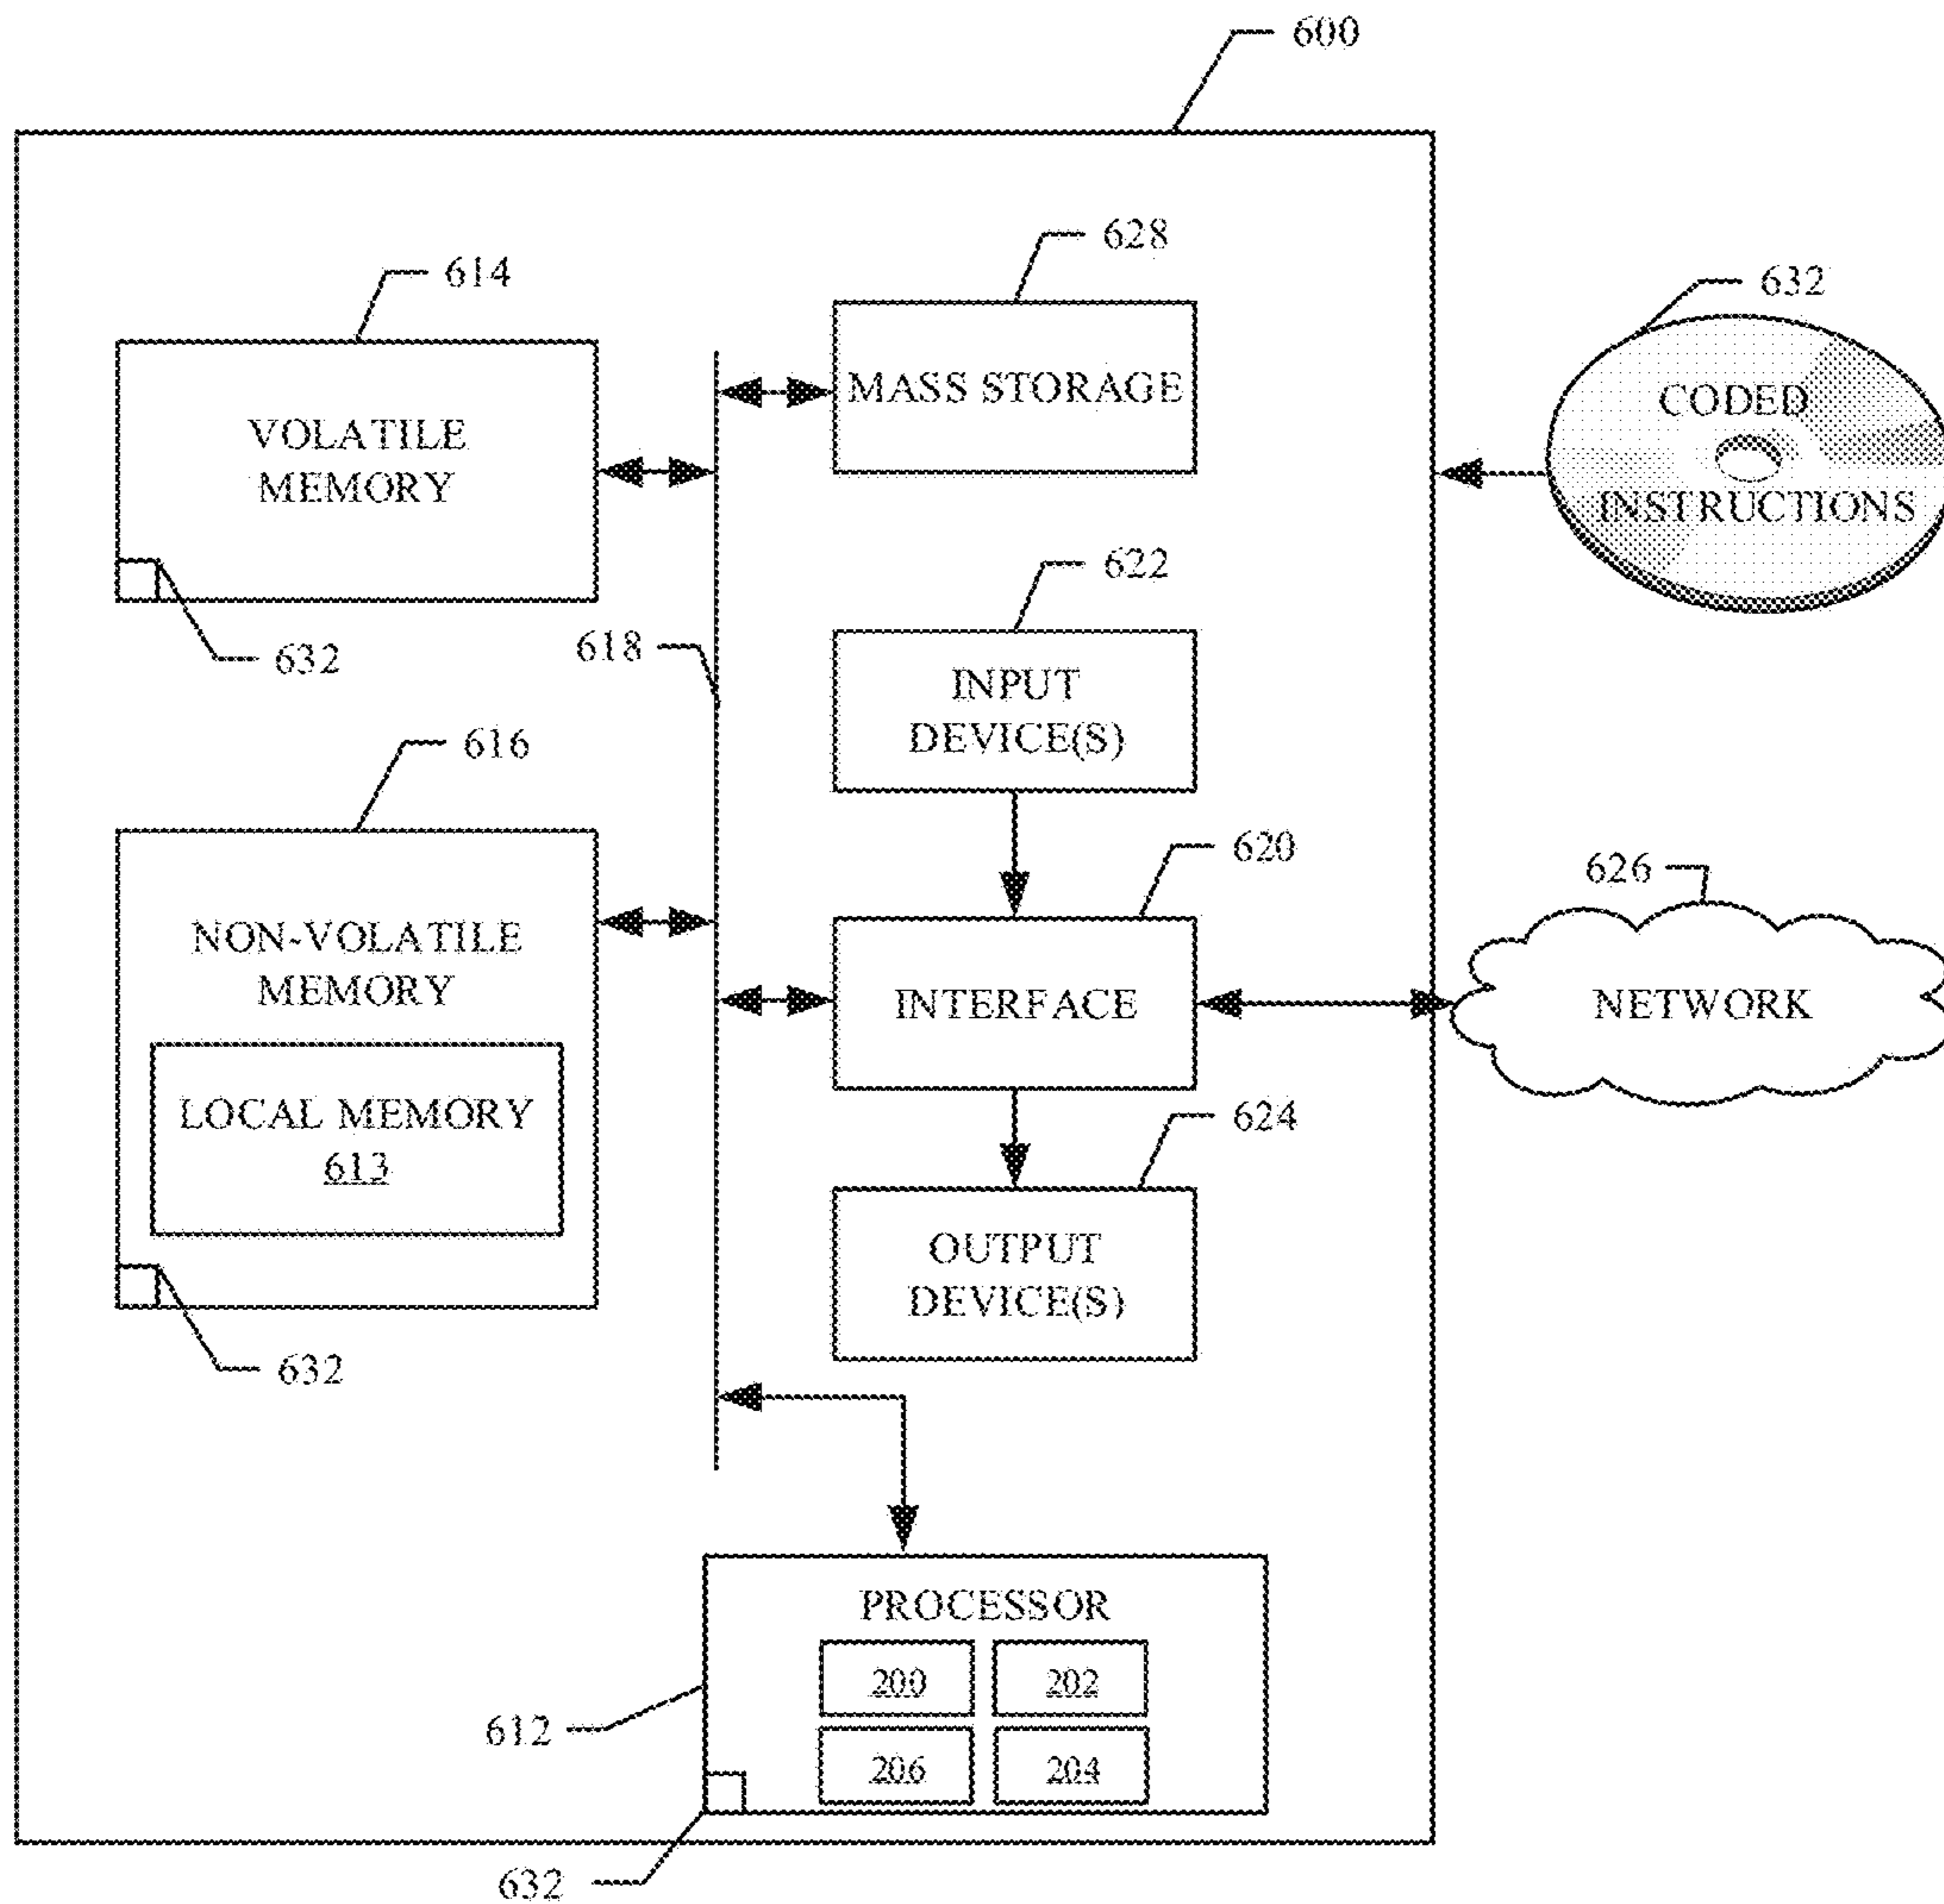 600
628
614
632
MASS STORAGE
CODED
VOLATILE
MEMORY
INSTRUCTIONS
622
618
632
INPUT
DEVICE(S)
616
620
626
NON-VOLATILE
MEMORY
INTERFACE
NETWORK
LOCAL MEMORY
613
624
OUTPUT
DEVICE(S)
632
PROCESSOR
200
202
612
206
204
632